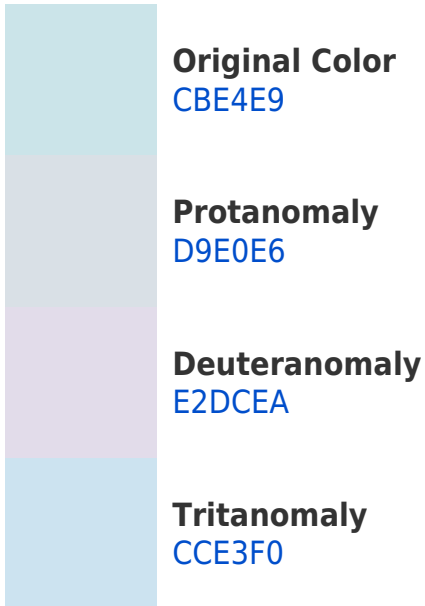 Original Color
CBE4E9
Protanomaly
D9E0E6
Deuteranomaly
E2DCEA
Tritanomaly
CCE3F0